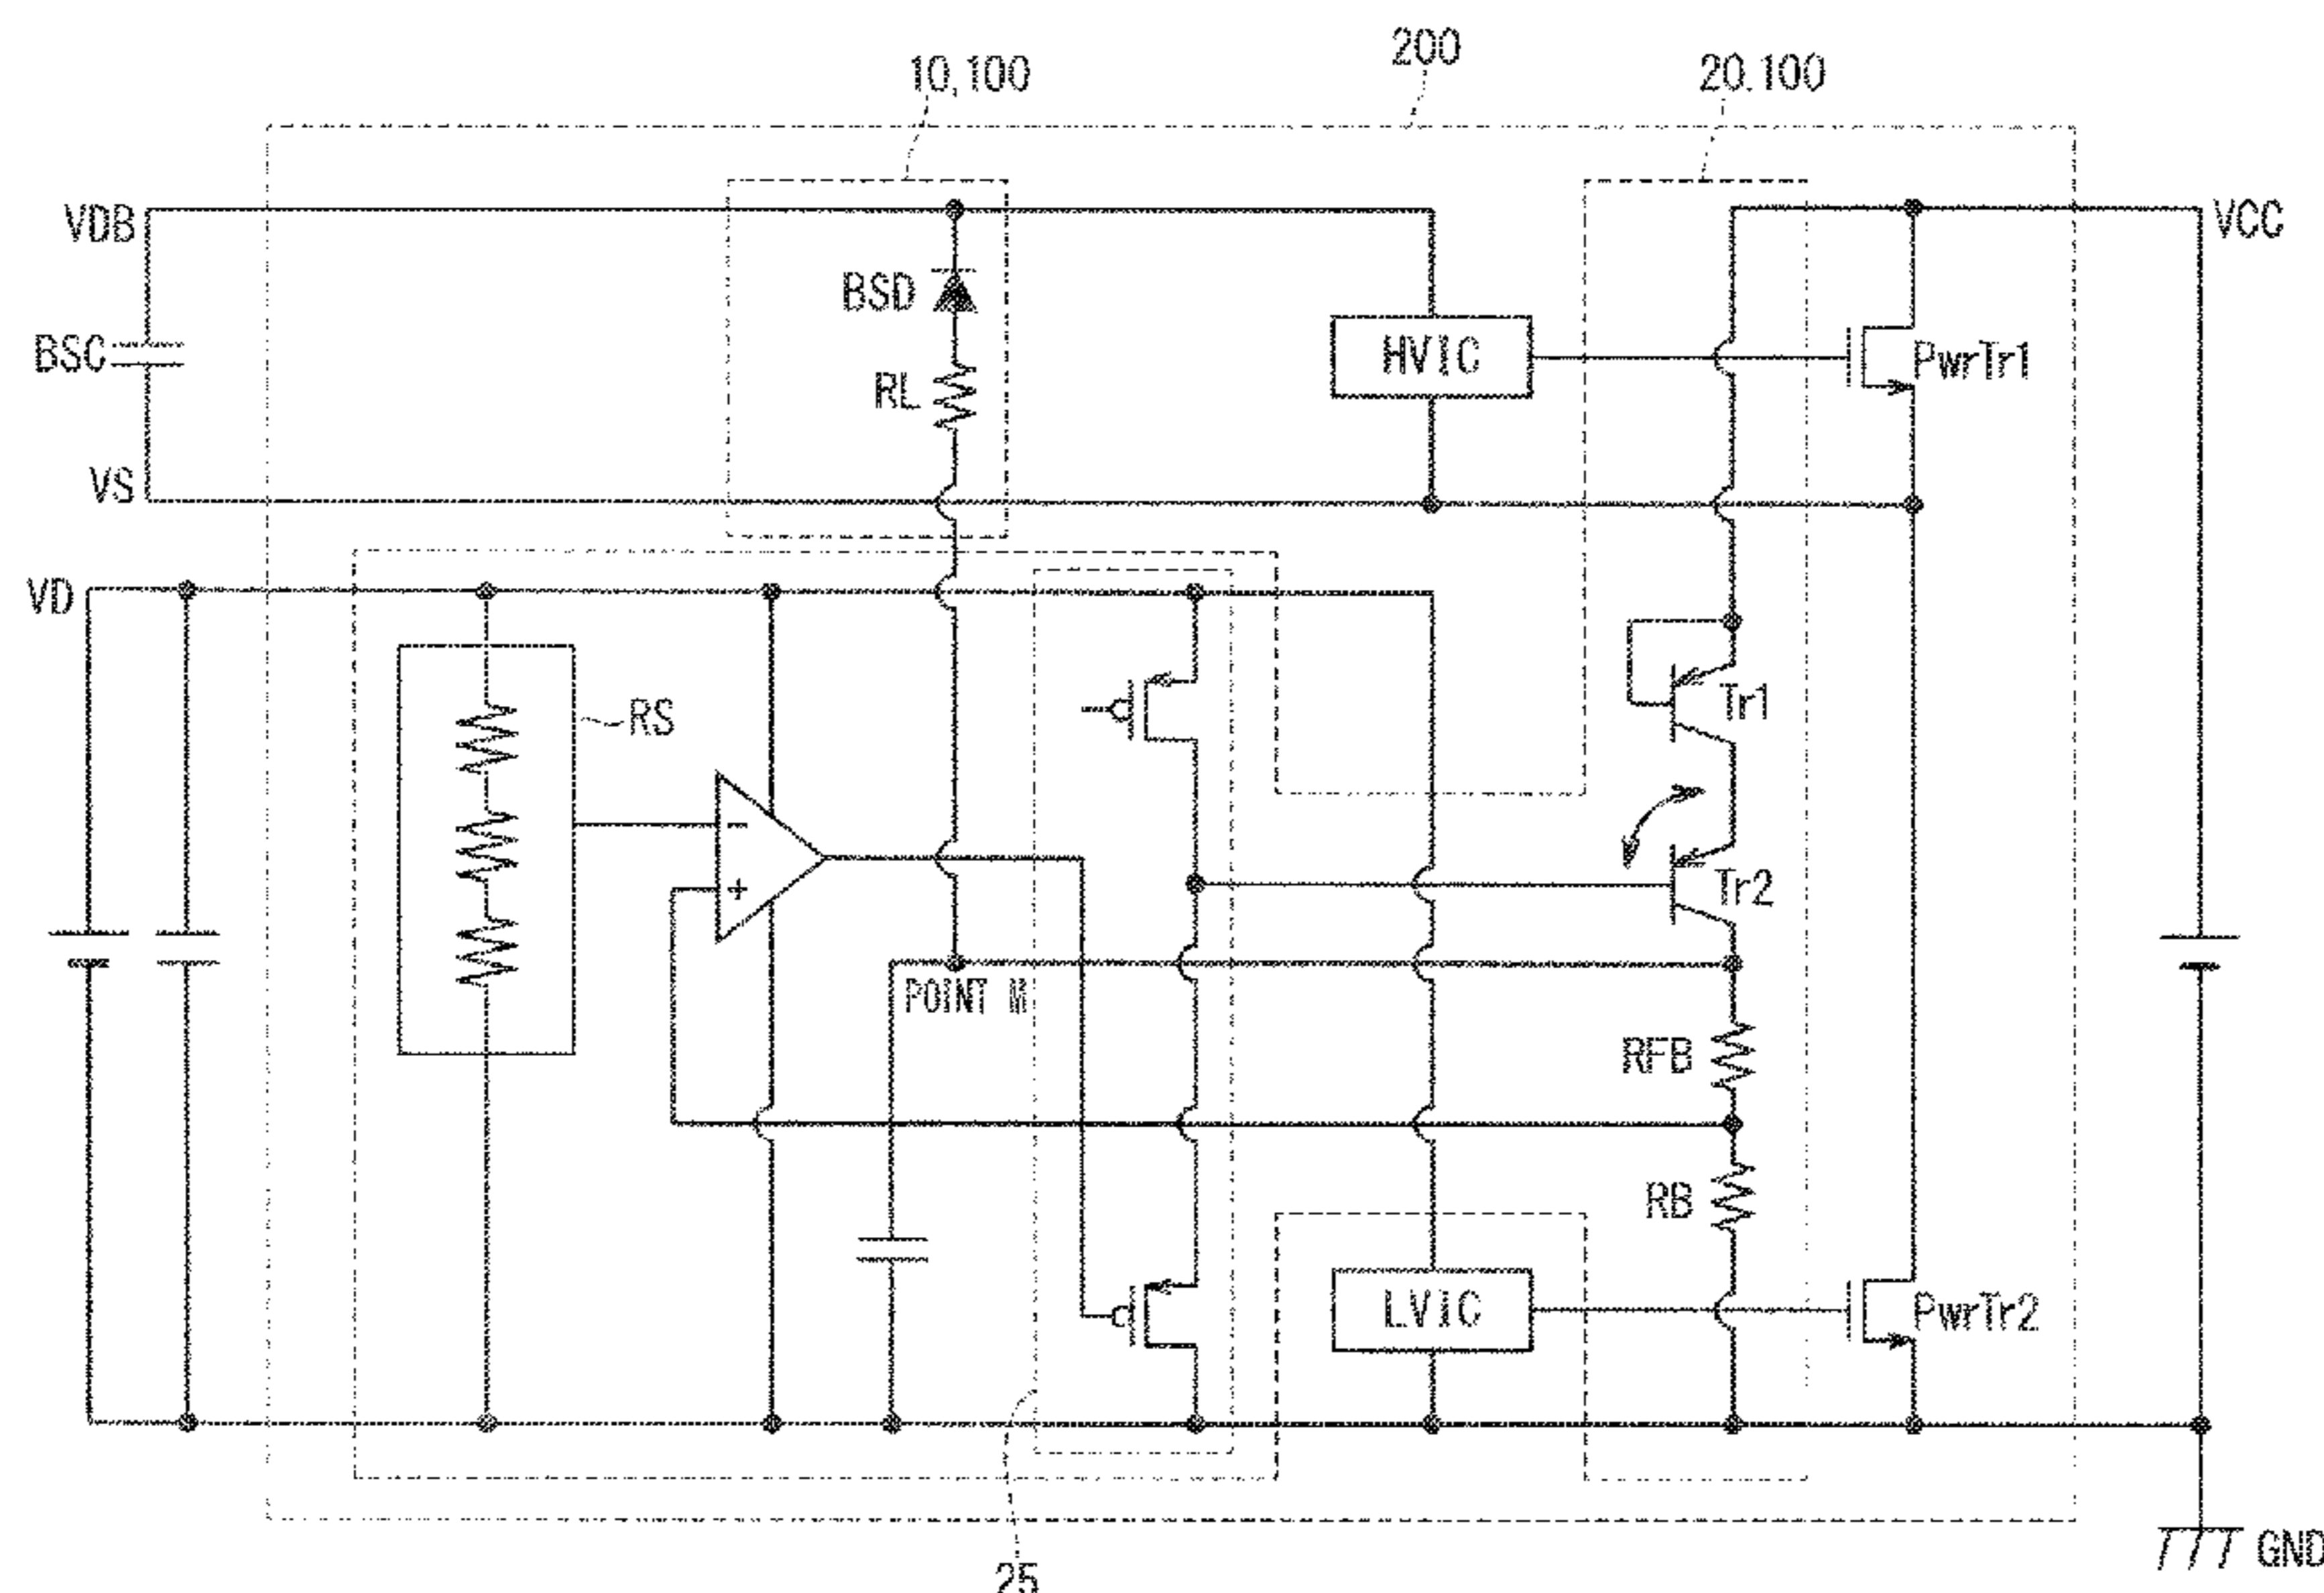 200
10,100
20.100
VDB
VCC
BSD
BSC
HVIC
PwrTr1
RL
VS
VD
RS
Tr1
-
+
Tr2
POINT M
RFB
RB
LVIC
PwrTr2
25
GND